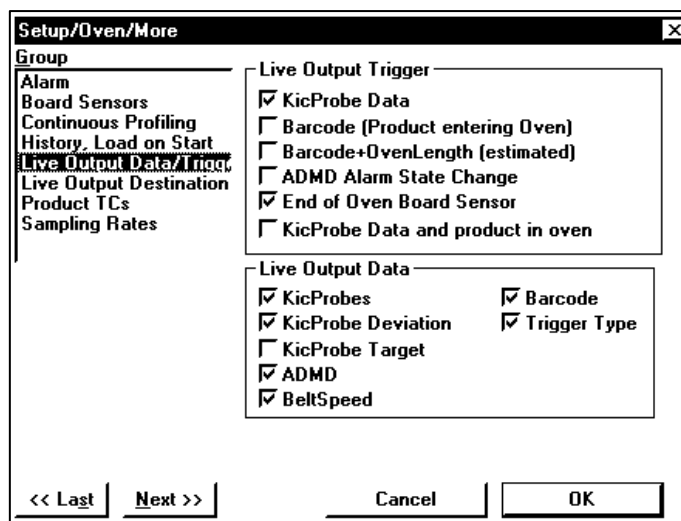 Setup/Oven/More
Group
Alarm
Board Sensors
Continuous Profiling
History, Load on Start
Live Output Data/Trigg
Live Output Destination
Product TCs
Sampling Rates
Live Output Trigger
KicProbe Data
Barcode (Product entering Oven)
Barcode+OvenLength (estimated)
ADMD Alarm State Change
End of Oven Board Sensor
KicProbe Data and product in oven
Live Output Data
KicProbes
Barcode
KicProbe Deviation
Trigger Type
KicProbe Target
ADMD
BeltSpeed
<< Last
Next >>
Cancel
OK